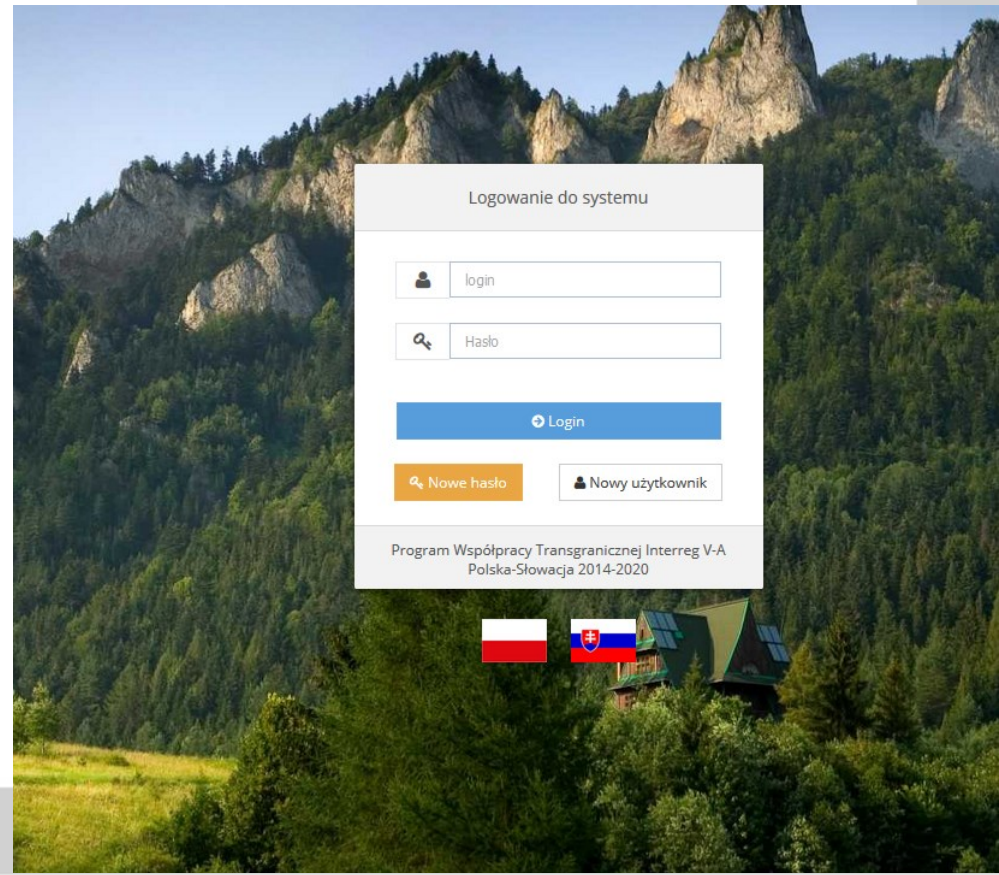 Logowanie do systemu
login
Hasło
Login
Nowe hasło
Nowy użytkownik
Program Współpracy Transgranicznej Interreg V-A
Polska-Słowacja 2014-2020